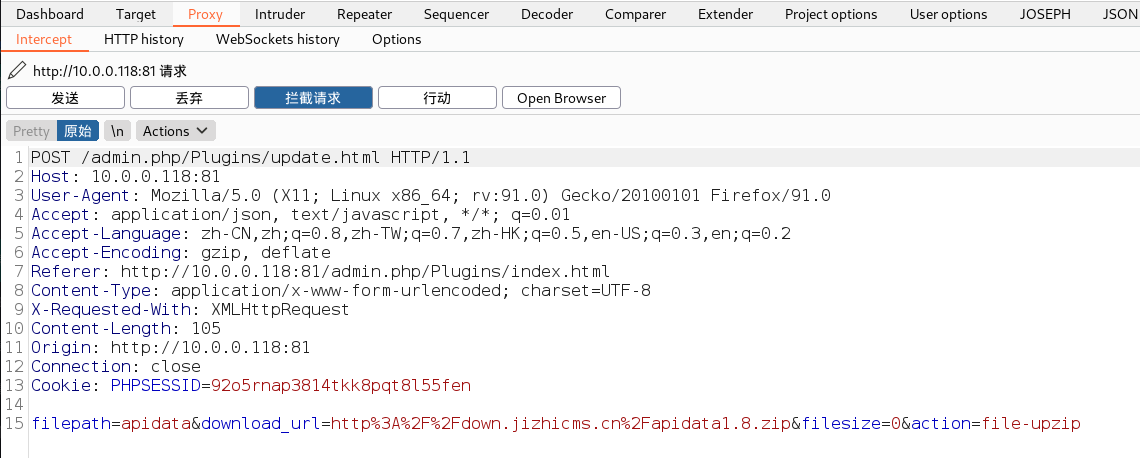 Dashboard Target Proxy Intruder Repeater Sequencer Decoder Comparer Extender Project options User options JOSEPH JSON
Intercept HTTP history WebSockets history Options
http://10.0.0.118:81 请求
发送 丢弃 拦截请求 行动 Open Browser
Pretty 原始 \n Actions
1 POST /admin.php/Plugins/update.html HTTP/1.1
2 Host: 10.0.0.118:81
3 User-Agent: Mozilla/5.0 (X11; Linux x86_64; rv:91.0) Gecko/20100101 Firefox/91.0
4 Accept: application/json, text/javascript, */*; q=0.01
5 Accept-Language: zh-CN,zh;q=0.8,zh-TW;q=0.7,zh-HK;q=0.5,en-US;q=0.3,en;q=0.2
6 Accept-Encoding: gzip, deflate
7 Referer: http://10.0.0.118:81/admin.php/Plugins/index.html
8 Content-Type: application/x-www-form-urlencoded; charset=UTF-8
9 X-Requested-With: XMLHttpRequest
10 Content-Length: 105
11 Origin: http://10.0.0.118:81
12 Connection: close
13 Cookie: PHPSESSID=92o5rnap3814tkk8pqt8l55fen
14
15 filepath=apidata&download_url=http%3A%2F%2Fdown.jizhicms.cn%2Fapidata1.8.zip&filesize=0&action=file-upzip